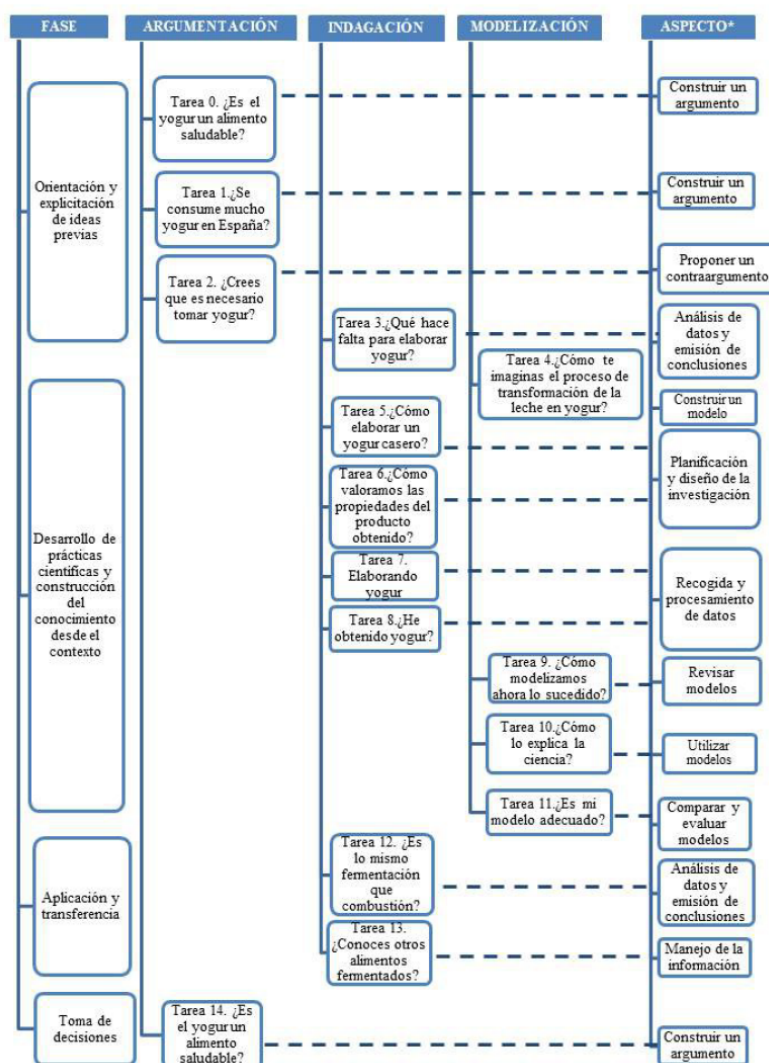 FASE
ARGUMENTACIÓN
INDAGACIÓN
MODELIZACIÓN
ASPECTO*
Orientación y
explicitación
de ideas
previas
Tarea 0. ¿Es el
yogur un alimento
saludable?
Construir un
argumento
Tarea 1.¿Se
consume mucho
yogur en España?
Construir un
argumento
Tarea 2. ¿Crees
que es necesario
tomar yogur?
Proponer un
contraargumento
Tarea 3.¿Qué hace
falta para elaborar
yogur?
Análisis de
datos y
emisión de
conclusiones
Desarrollo de
prácticas
científicas y
construcción
del
conocimiento
desde el
contexto
Tarea 4.¿Cómo te
imaginas el proceso de
transformación de la
leche en yogur?
Construir un
modelo
Tarea 5.¿Cómo
elaborar un
yogur casero?
Planificación
y diseño de la
investigación
Tarea 6.¿Cómo
valoramos las
propiedades del
producto
obtenido?
Tarea 7.
Elaborando
yogur
Recogida y
procesamiento
de datos
Tarea 8.¿He
obtenido yogur?
Tarea 9. ¿Cómo
modelizamos
ahora lo sucedido?
Revisar
modelos
Tarea 10.¿Cómo
lo explica la
ciencia?
Utilizar
modelos
Tarea 11.¿Es mi
modelo adecuado?
Comparar y
evaluar
modelos
Aplicación y
transferencia
Tarea 12. ¿Es
lo mismo
fermentación
que
combustión?
Análisis de
datos y
emisión de
conclusiones
Tarea 13.
¿Conoces otros
alimentos
fermentados?
Manejo de la
información
Toma de
decisiones
Tarea 14. ¿Es
el yogur un
alimento
saludable?
Construir un
argumento